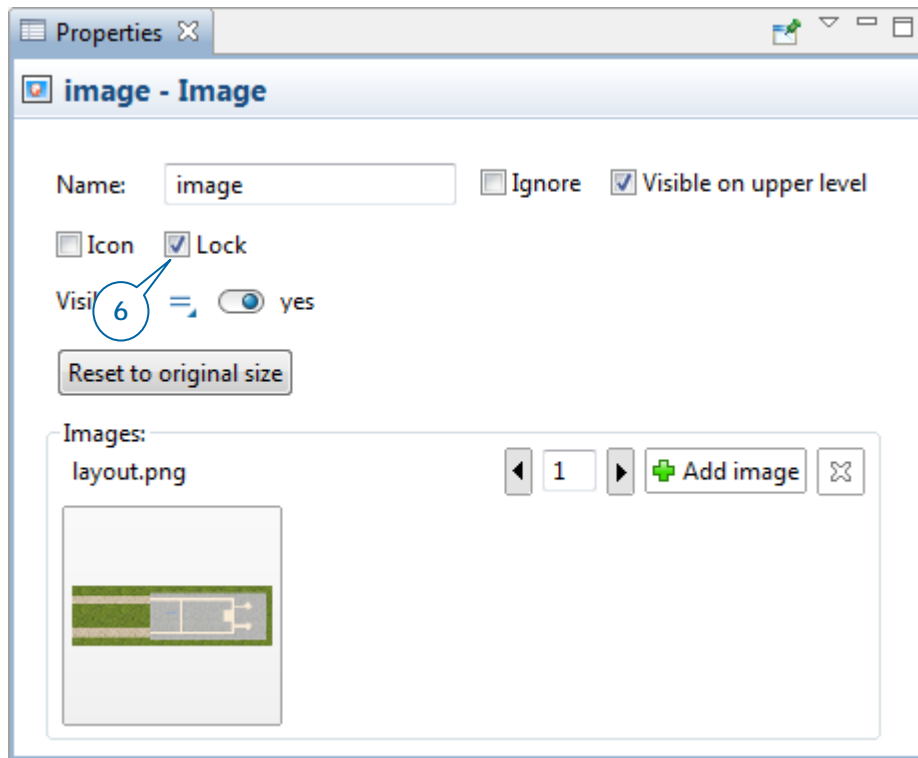 Properties
image - Image
Name: image Ignore Visible on upper level
Icon Lock
6 yes
Reset to original size
Images:
layout.png 1 Add image